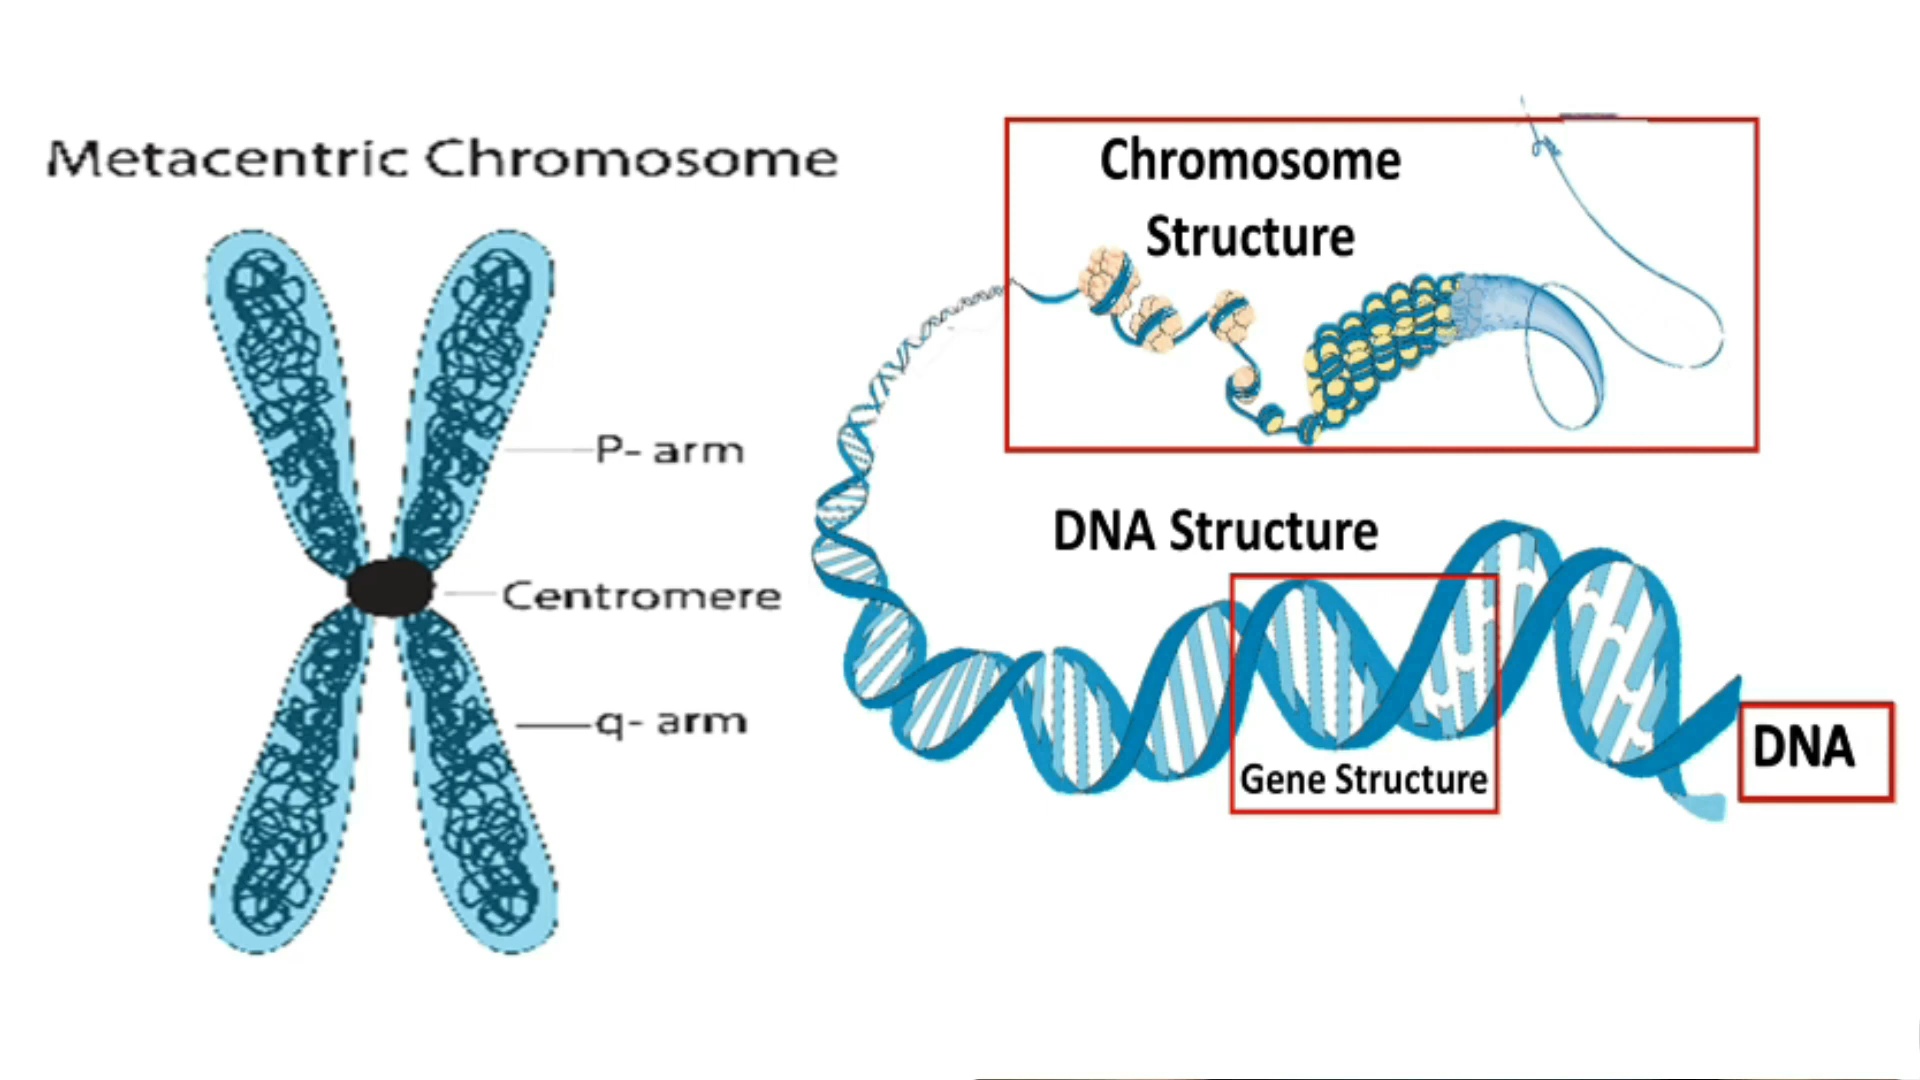 Metacentric Chromosome
P- arm
Centromere
q- arm
Chromosome
Structure
DNA Structure
Gene Structure
DNA